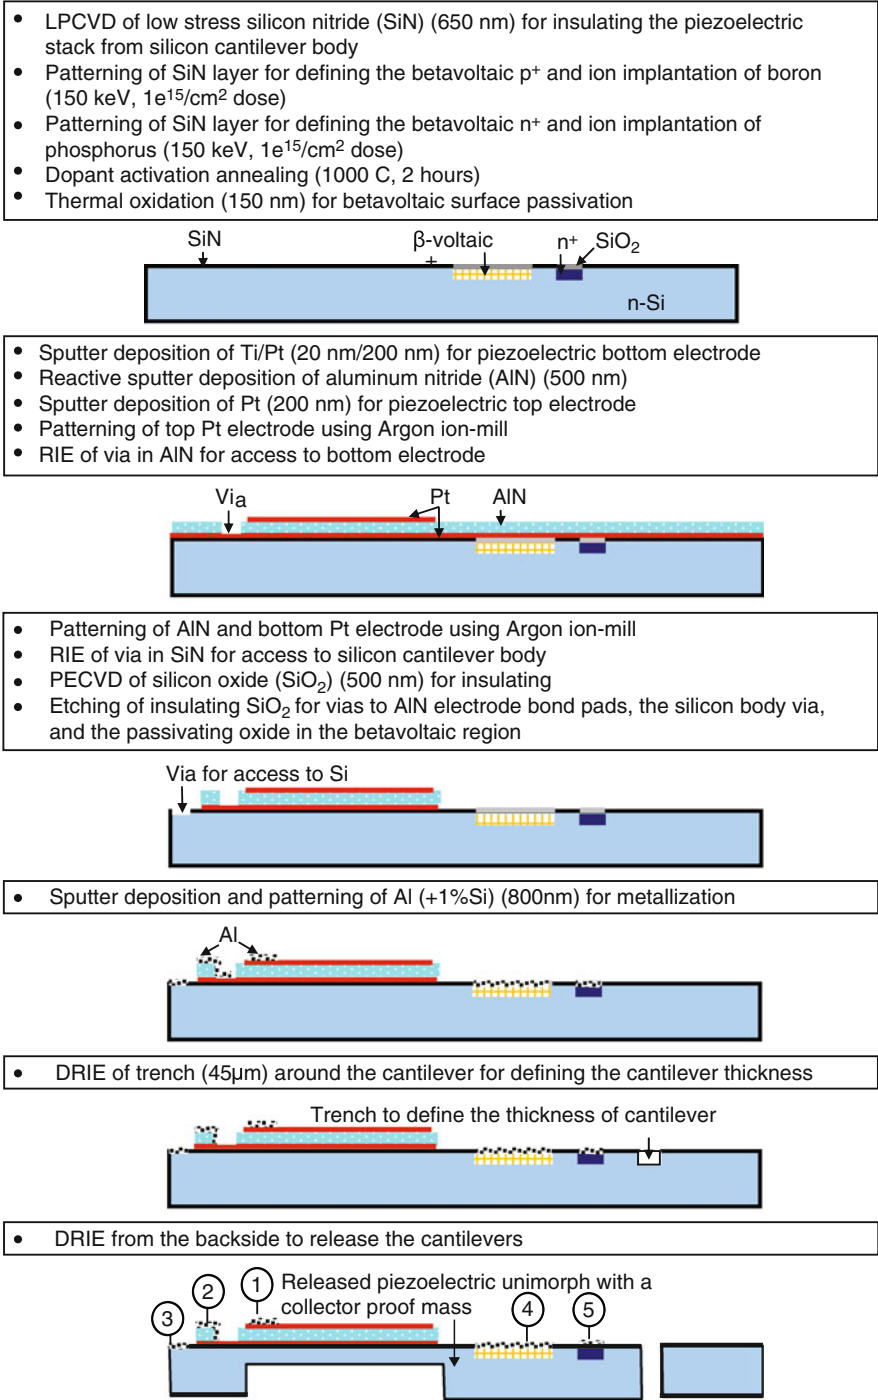 • LPCVD of low stress silicon nitride (SiN) (650 nm) for insulating the piezoelectric
stack from silicon cantilever body
• Patterning of SiN layer for defining the betavoltaic p⁺ and ion implantation of boron
(150 keV, 1e¹⁵/cm² dose)
• Patterning of SiN layer for defining the betavoltaic n⁺ and ion implantation of
phosphorus (150 keV, 1e¹⁵/cm² dose)
• Dopant activation annealing (1000 C, 2 hours)
• Thermal oxidation (150 nm) for betavoltaic surface passivation
SiN β-voltaic n⁺ SiO₂
+
n-Si
• Sputter deposition of Ti/Pt (20 nm/200 nm) for piezoelectric bottom electrode
• Reactive sputter deposition of aluminum nitride (AlN) (500 nm)
• Sputter deposition of Pt (200 nm) for piezoelectric top electrode
• Patterning of top Pt electrode using Argon ion-mill
• RIE of via in AlN for access to bottom electrode
Via Pt AlN
• Patterning of AlN and bottom Pt electrode using Argon ion-mill
• RIE of via in SiN for access to silicon cantilever body
• PECVD of silicon oxide (SiO₂) (500 nm) for insulating
• Etching of insulating SiO₂ for vias to AlN electrode bond pads, the silicon body via,
and the passivating oxide in the betavoltaic region
Via for access to Si
• Sputter deposition and patterning of Al (+1%Si) (800nm) for metallization
Al
• DRIE of trench (45µm) around the cantilever for defining the cantilever thickness
Trench to define the thickness of cantilever
• DRIE from the backside to release the cantilevers
1 Released piezoelectric unimorph with a
collector proof mass
2
3
4
5